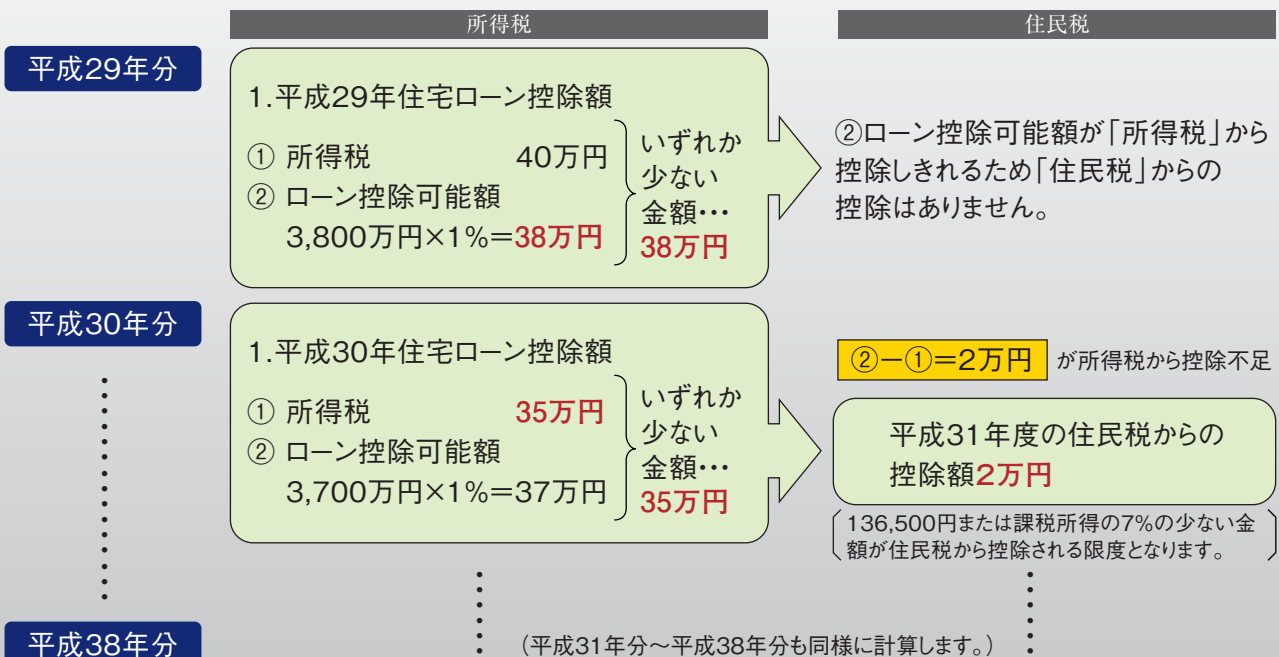 所得税
住民税
平成29年分
1.平成29年住宅ローン控除額
① 所得税 40万円
② ローン控除可能額
3,800万円×1%＝38万円
いずれか
少ない
金額…
38万円
②ローン控除可能額が「所得税」から
控除しきれるため「住民税」からの
控除はありません。
平成30年分
1.平成30年住宅ローン控除額
① 所得税 35万円
② ローン控除可能額
3,700万円×1%＝37万円
いずれか
少ない
金額…
35万円
②－①＝2万円 が所得税から控除不足
平成31年度の住民税からの
控除額2万円
136,500円または課税所得の7%の少ない金
額が住民税から控除される限度となります。
平成38年分
（平成31年分～平成38年分も同様に計算します。）